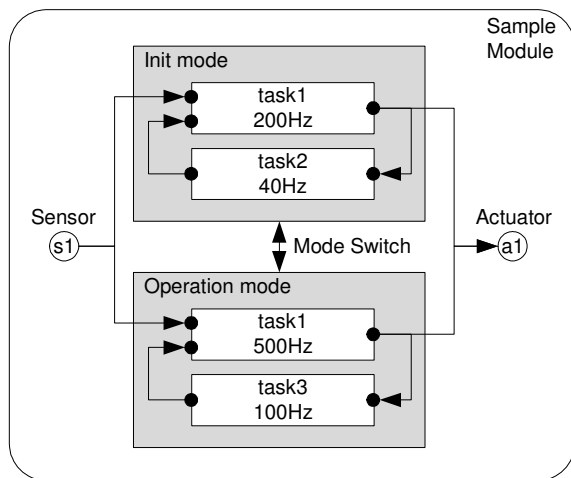 Sample
Module
Init mode
task1
200Hz
task2
40Hz
Sensor
s1
Mode Switch
Actuator
a1
Operation mode
task1
500Hz
task3
100Hz